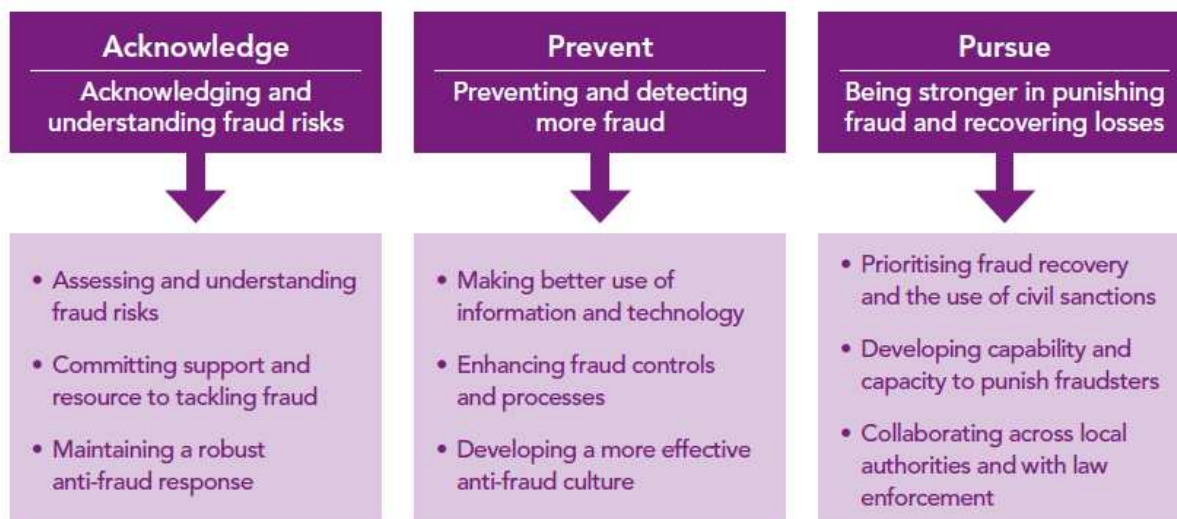 Acknowledge
Acknowledging and
understanding fraud risks
• Assessing and understanding
fraud risks
• Committing support and
resource to tackling fraud
• Maintaining a robust
anti-fraud response
Prevent
Preventing and detecting
more fraud
• Making better use of
information and technology
• Enhancing fraud controls
and processes
• Developing a more effective
anti-fraud culture
Pursue
Being stronger in punishing
fraud and recovering losses
• Prioritising fraud recovery
and the use of civil sanctions
• Developing capability and
capacity to punish fraudsters
• Collaborating across local
authorities and with law
enforcement